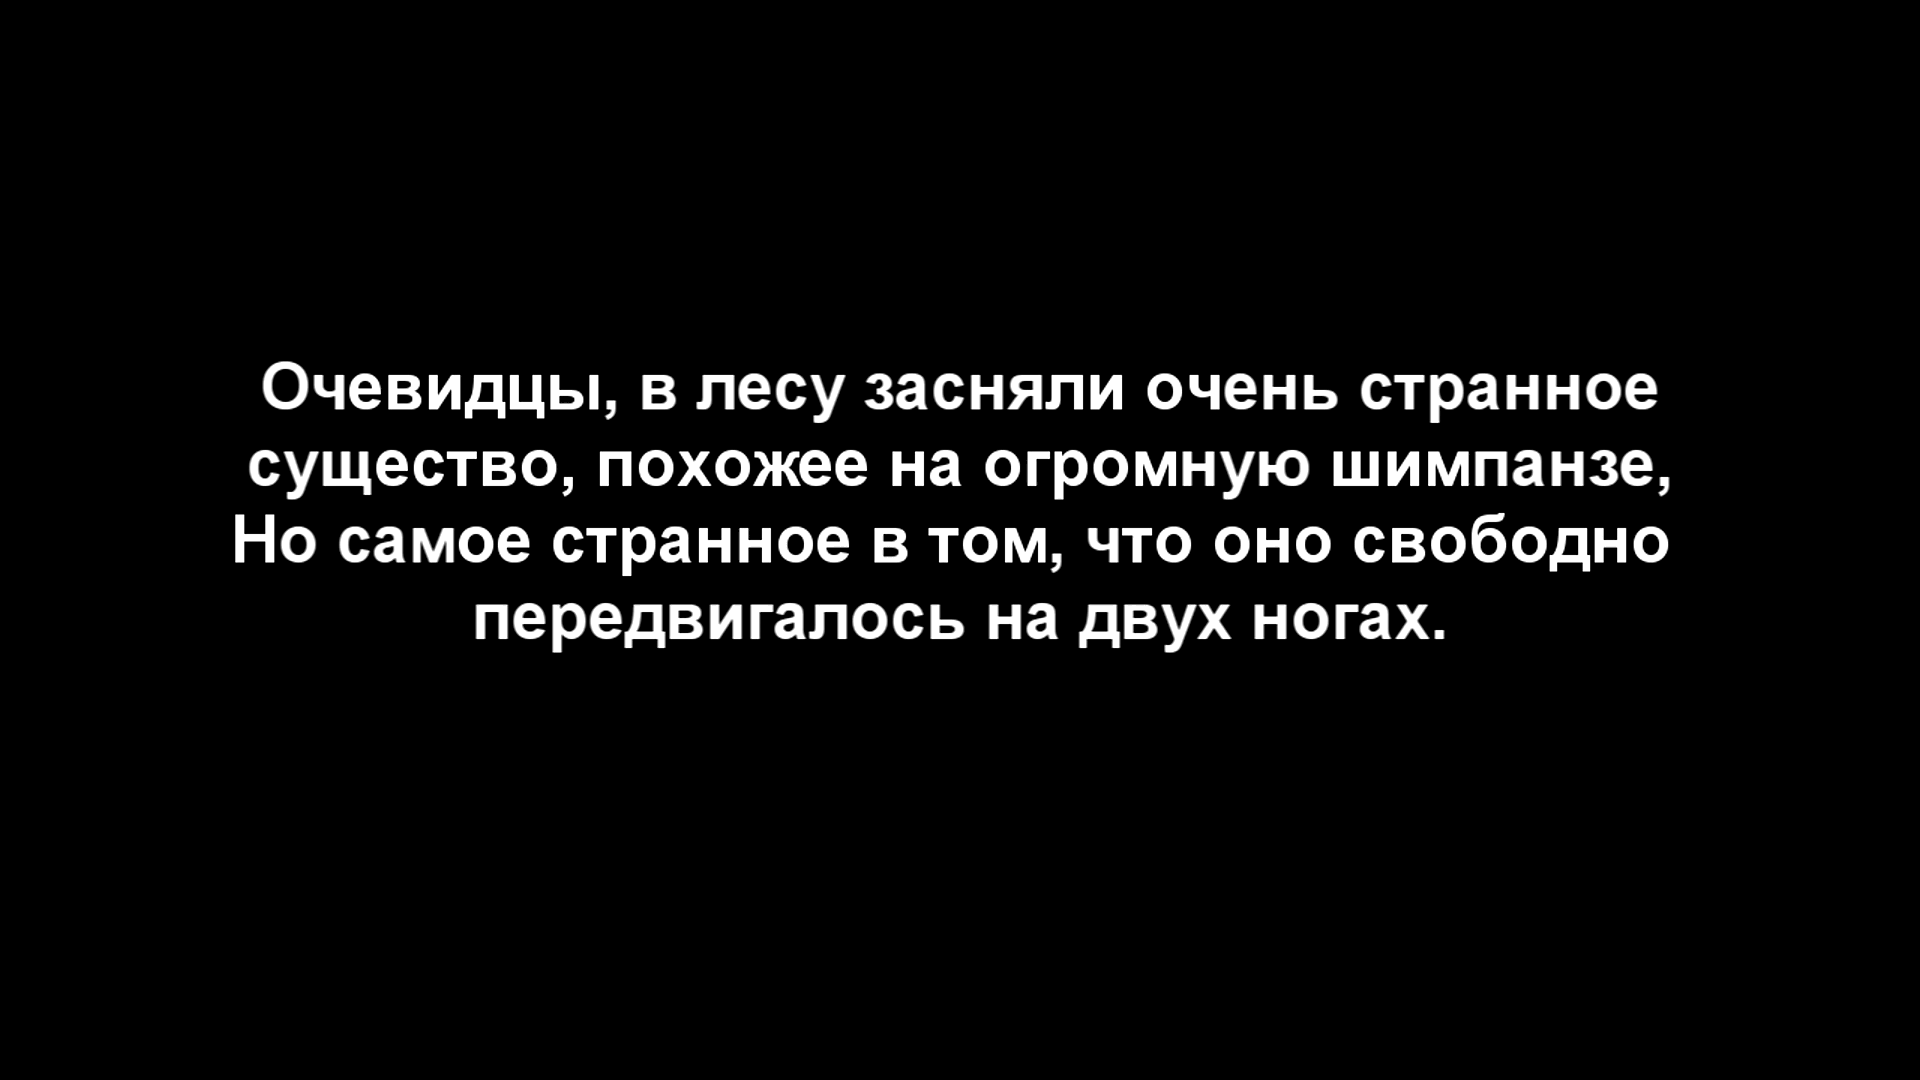 Очевидцы, в лесу засняли очень странное
существо, похожее на огромную шимпанзе,
Но самое странное в том, что оно свободно
передвигалось на двух ногах.